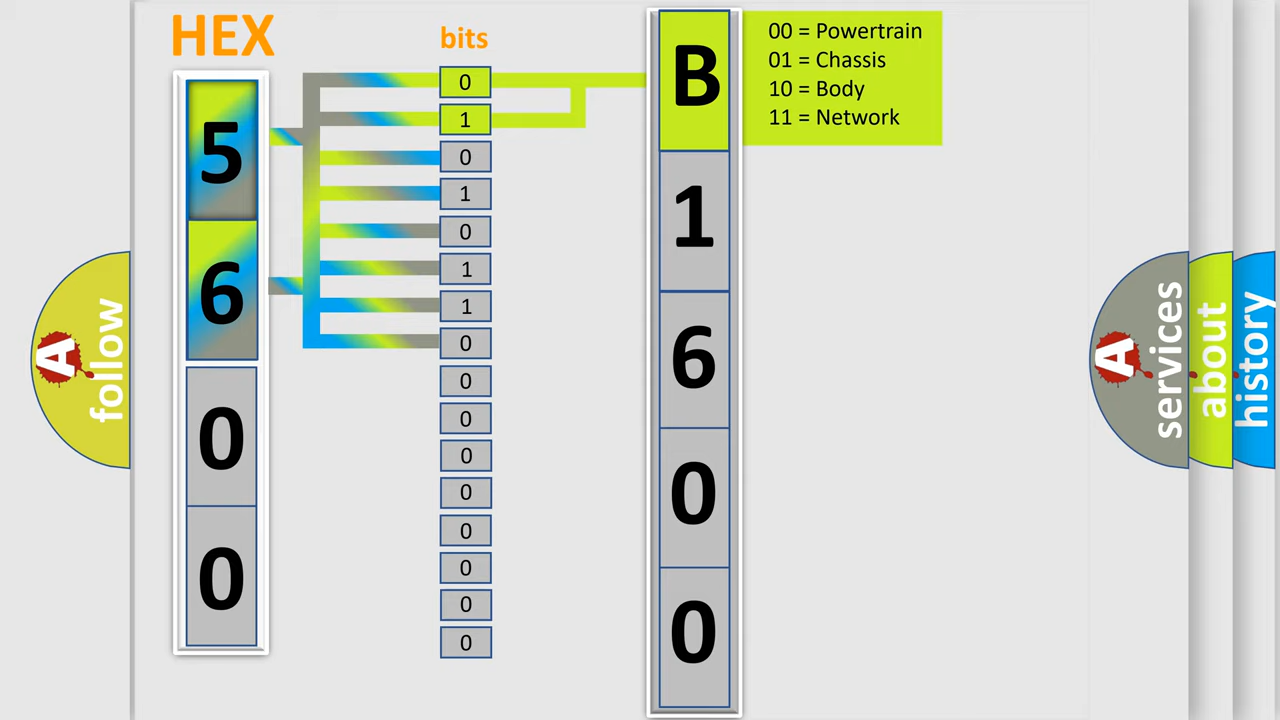 HEX
bits
5
6
0
0
0
1
0
1
0
1
1
0
0
0
0
0
0
0
0
0
B
1
6
0
0
00 = Powertrain
01 = Chassis
10 = Body
11 = Network
A
follow
A
services
about
history